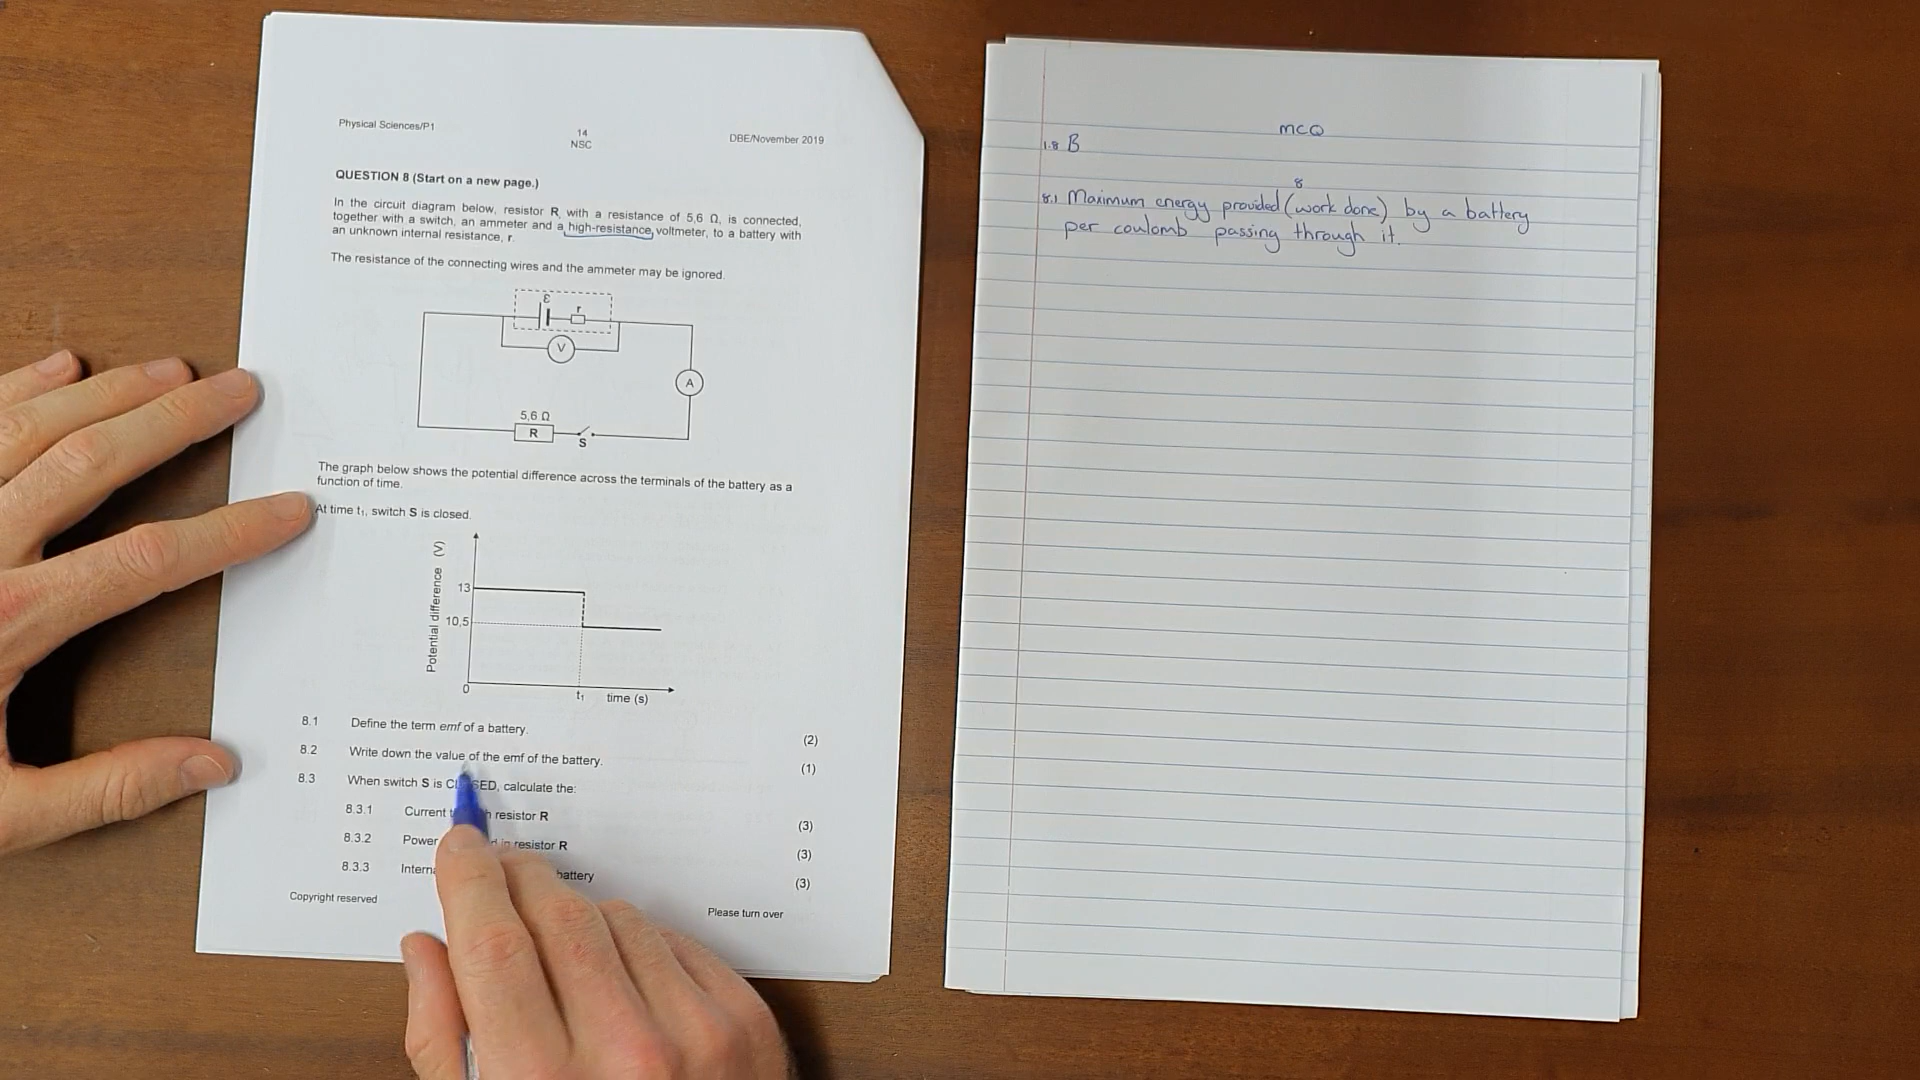 Physical Sciences/P1
14
NSC
DBE/November 2019
QUESTION 8 (Start on a new page.)
In the circuit diagram below, resistor R, with a resistance of 5,6 Ω, is connected,
together with a switch, an ammeter and a high-resistance voltmeter, to a battery with
an unknown internal resistance, r.
The resistance of the connecting wires and the ammeter may be ignored.
ε
r
V
A
5,6 Ω
R
S
The graph below shows the potential difference across the terminals of the battery as a
function of time.
At time t₁, switch S is closed.
Potential difference (V)
13
10,5
0
t₁
time (s)
8.1 Define the term emf of a battery. (2)
8.2 Write down the value of the emf of the battery. (1)
8.3 When switch S is CLOSED, calculate the:
8.3.1 Current resistor R (3)
8.3.2 Power in resistor R (3)
8.3.3 battery (3)
Copyright reserved
Please turn over
MCQ
1.8 B
8
8.1 Maximum energy provided (work done) by a battery
per coulomb passing through it.